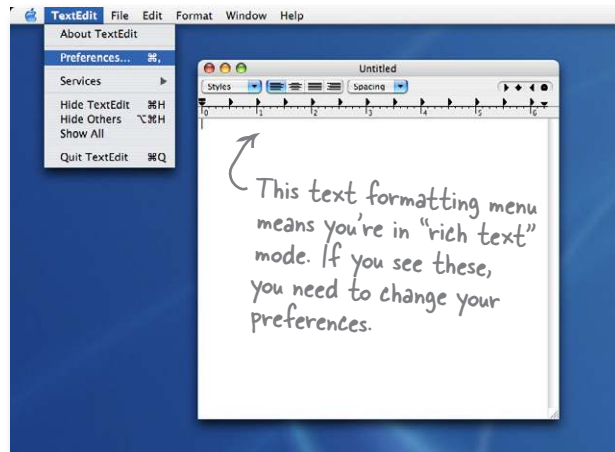 TextEdit File Edit Format Window Help
About TextEdit
Preferences... ⌘,
Services
Hide TextEdit ⌘H
Hide Others ⌥⌘H
Show All
Quit TextEdit ⌘Q
Untitled
Styles Spacing
0 1 2 3 4 5 6
This text formatting menu
means you're in "rich text"
mode. If you see these,
you need to change your
preferences.